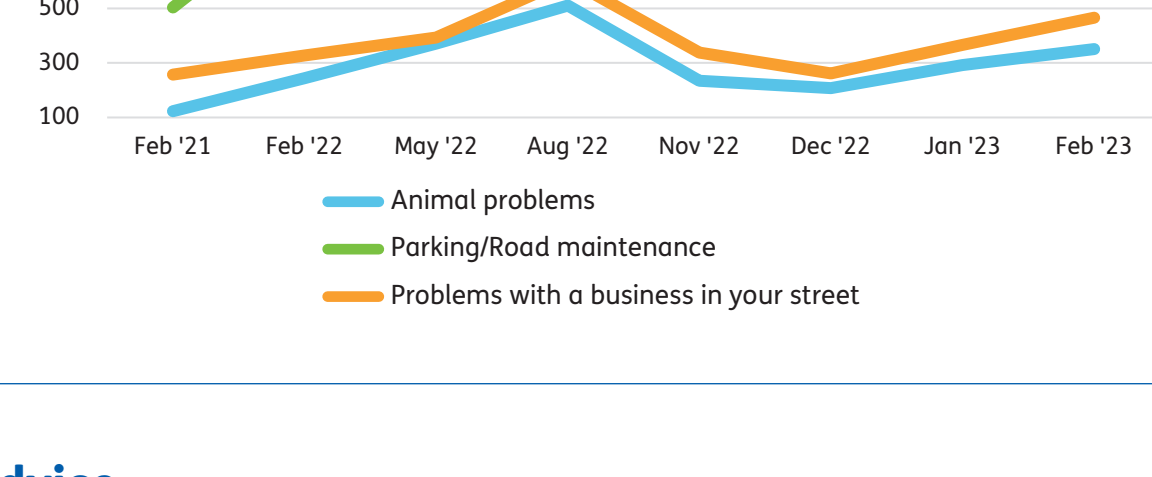 500
300
100
Feb '21 Feb '22 May '22 Aug '22 Nov '22 Dec '22 Jan '23 Feb '23
Animal problems
Parking/Road maintenance
Problems with a business in your street